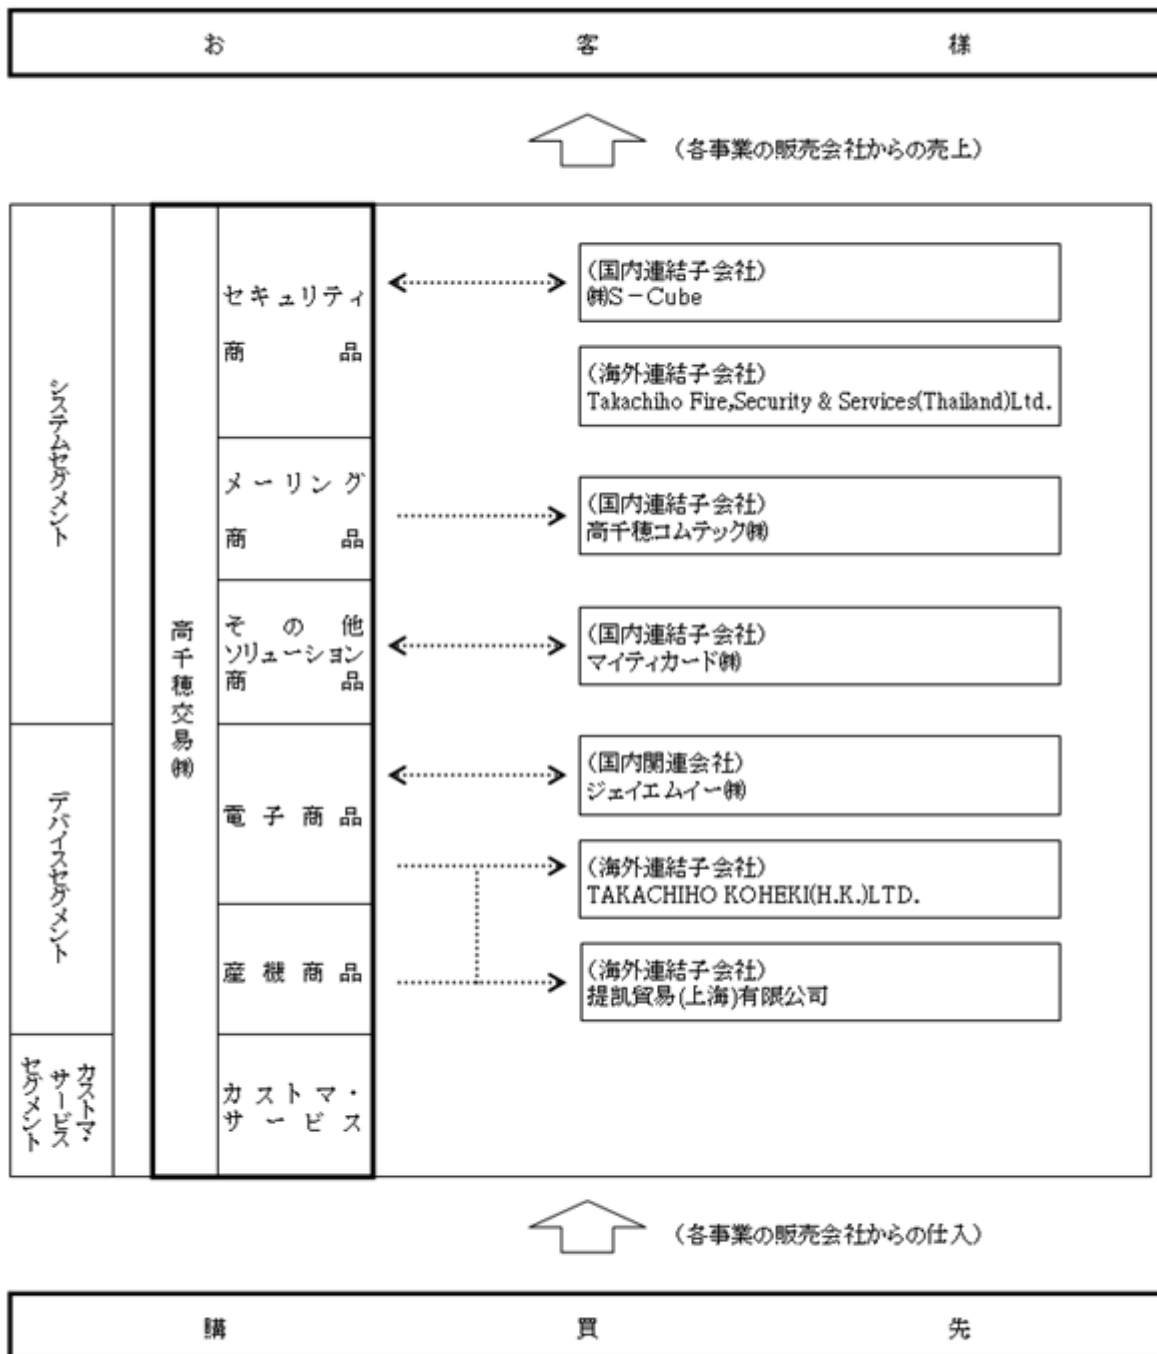 お客様
（各事業の販売会社からの売上）
システムセグメント
高千穂交易㈱
セキュリティ
商品
（国内連結子会社）
㈱S－Cube
（海外連結子会社）
Takachiho Fire,Security & Services(Thailand)Ltd.
メーリング
商品
（国内連結子会社）
高千穂コムテック㈱
その他
ソリューション
商品
（国内連結子会社）
マイティカード㈱
デバイスセグメント
電子商品
（国内関連会社）
ジェイエムイー㈱
（海外連結子会社）
TAKACHIHO KOHEKI(H.K.)LTD.
産機商品
（海外連結子会社）
提凱貿易(上海)有限公司
カストマ・
サービス
セグメント
カストマ・
サービス
（各事業の販売会社からの仕入）
購買先